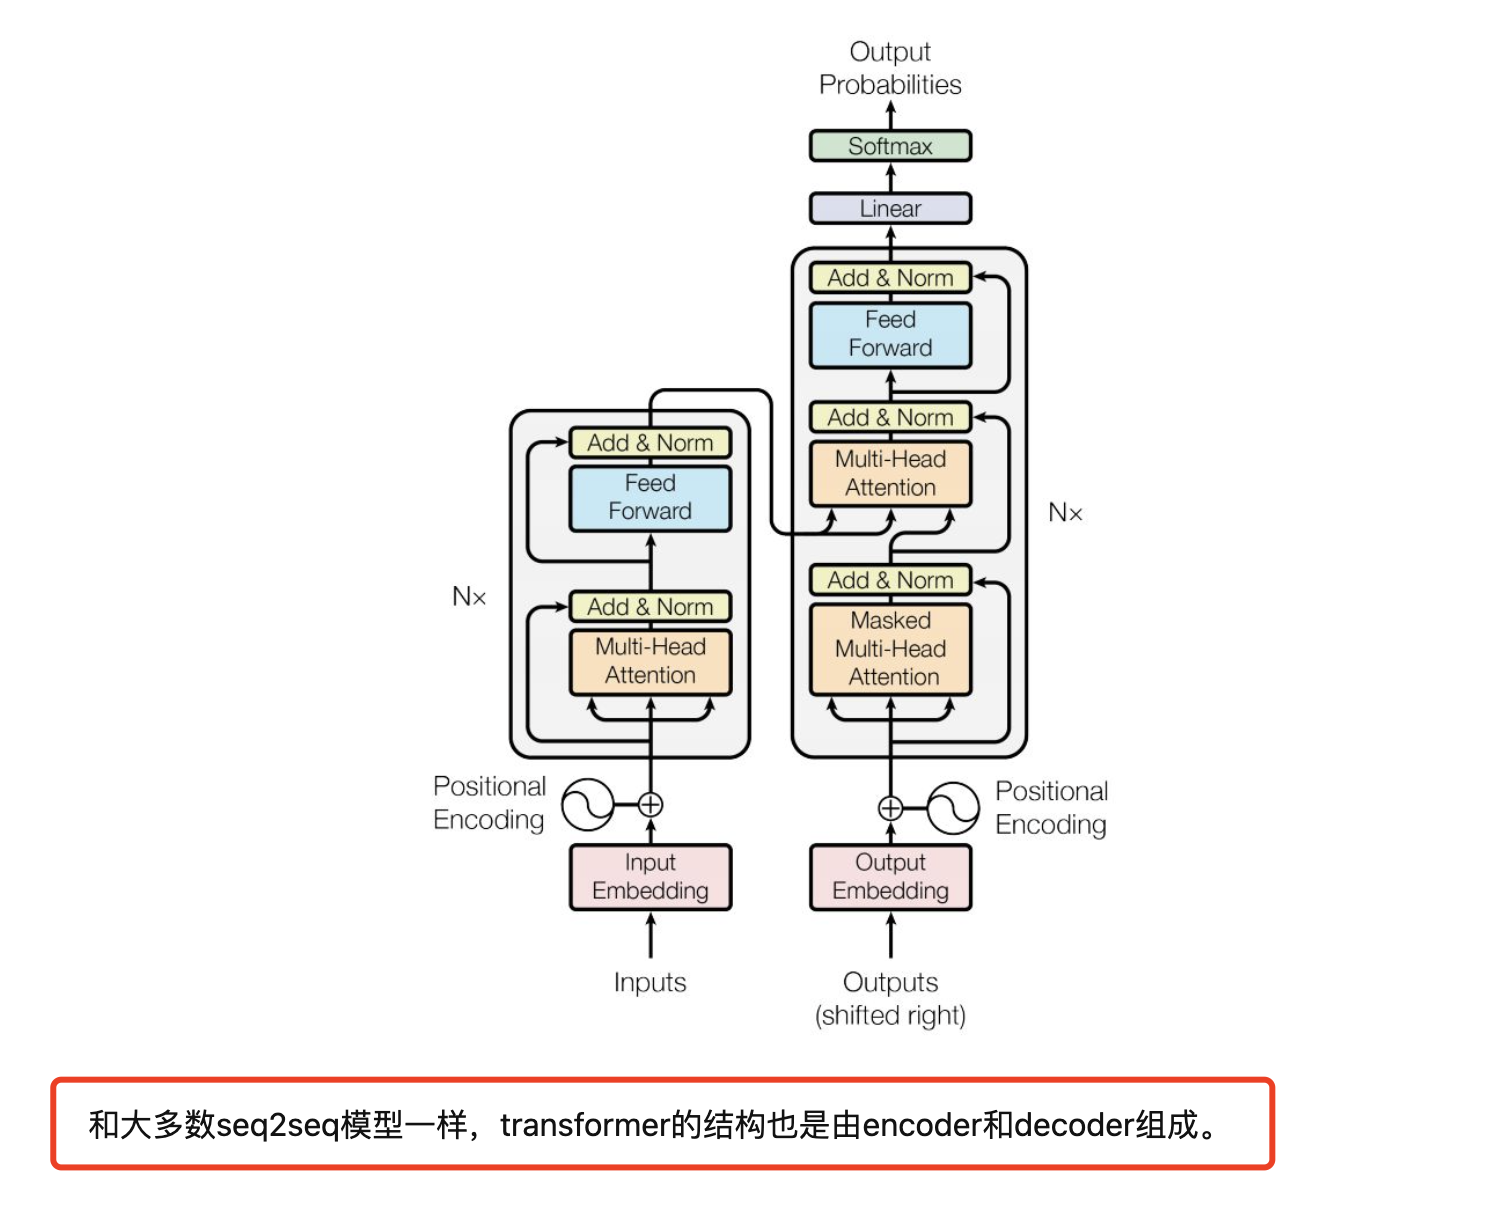 Output
Probabilities
Softmax
Linear
Add & Norm
Feed
Forward
Add & Norm
Multi-Head
Attention
N×
Add & Norm
Masked
Multi-Head
Attention
Add & Norm
Feed
Forward
N×
Add & Norm
Multi-Head
Attention
Positional
Encoding
Positional
Encoding
Input
Embedding
Output
Embedding
Inputs
Outputs
(shifted right)
和大多数seq2seq模型一样，transformer的结构也是由encoder和decoder组成。